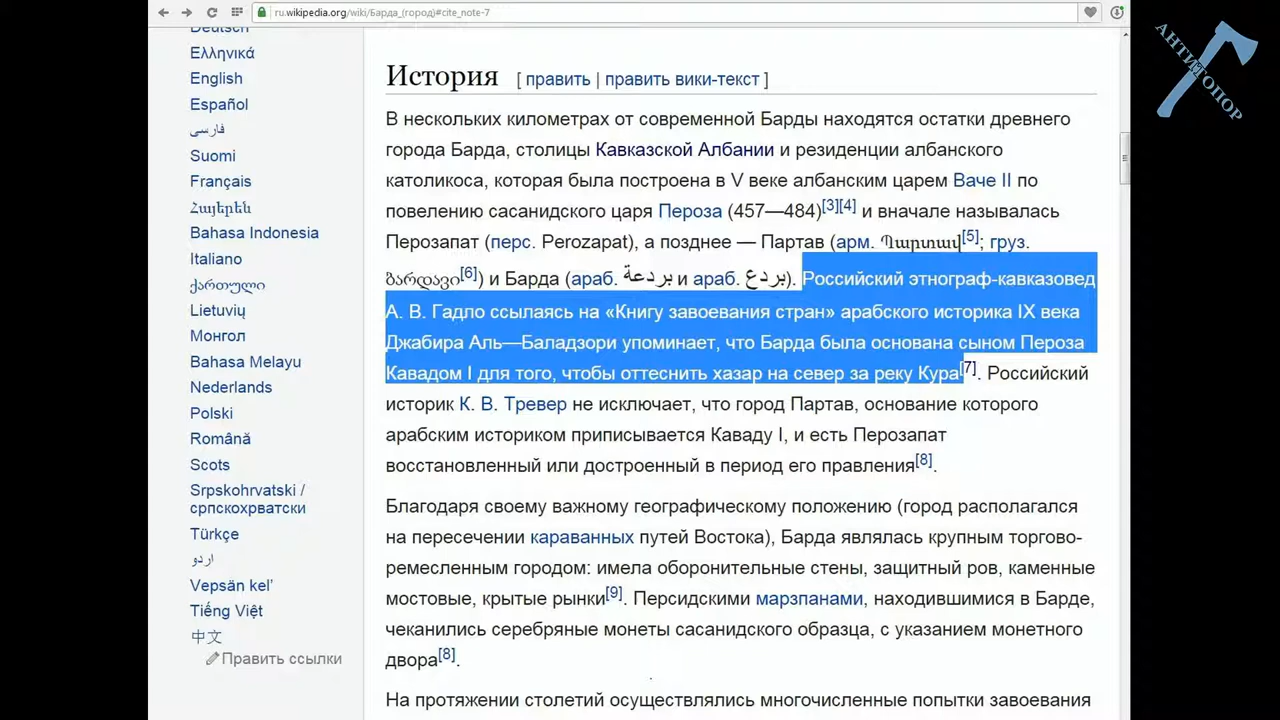 ru.wikipedia.org/wiki/Барда_(город)#cite_note-7
АНТИТОПОР
Deutsch
Ελληνικά
English
Español
فارسی
Suomi
Français
Հայերեն
Bahasa Indonesia
Italiano
ქართული
Lietuvių
Монгол
Bahasa Melayu
Nederlands
Polski
Română
Scots
Srpskohrvatski /
српскохрватски
Türkçe
اردو
Vepsän kel’
Tiếng Việt
中文
Править ссылки
История [ править | править вики-текст ]
В нескольких километрах от современной Барды находятся остатки древнего
города Барда, столицы Кавказской Албании и резиденции албанского
католикоса, которая была построена в V веке албанским царем Ваче II по
повелению сасанидского царя Пероза (457—484)[3][4] и вначале называлась
Перозапат (перс. Perozapat), а позднее — Партав (арм. Պարտավ[5]; груз.
ბარდავი[6]) и Барда (араб. بردعة и араб. بردع). Российский этнограф-кавказовед
А. В. Гадло ссылаясь на «Книгу завоевания стран» арабского историка IX века
Джабира Аль—Баладзори упоминает, что Барда была основана сыном Пероза
Кавадом I для того, чтобы оттеснить хазар на север за реку Кура[7]. Российский
историк К. В. Тревер не исключает, что город Партав, основание которого
арабским историком приписывается Каваду I, и есть Перозапат
восстановленный или достроенный в период его правления[8].
Благодаря своему важному географическому положению (город располагался
на пересечении караванных путей Востока), Барда являлась крупным торгово-
ремесленным городом: имела оборонительные стены, защитный ров, каменные
мостовые, крытые рынки[9]. Персидскими марзпанами, находившимися в Барде,
чеканились серебряные монеты сасанидского образца, с указанием монетного
двора[8].
На протяжении столетий осуществлялись многочисленные попытки завоевания